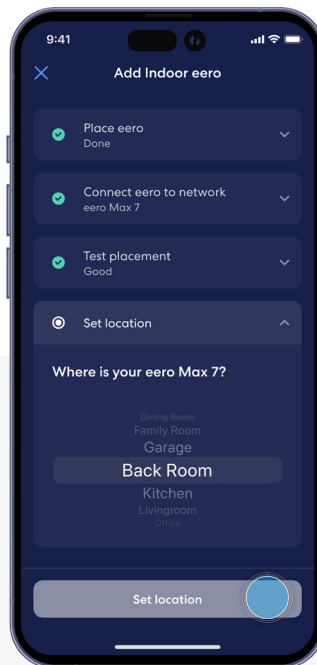 9:41
Add Indoor eero
Place eero
Done
Connect eero to network
eero Max 7
Test placement
Good
Set location
Where is your eero Max 7?
Dining Room
Family Room
Garage
Back Room
Kitchen
Livingroom
Office
Set location